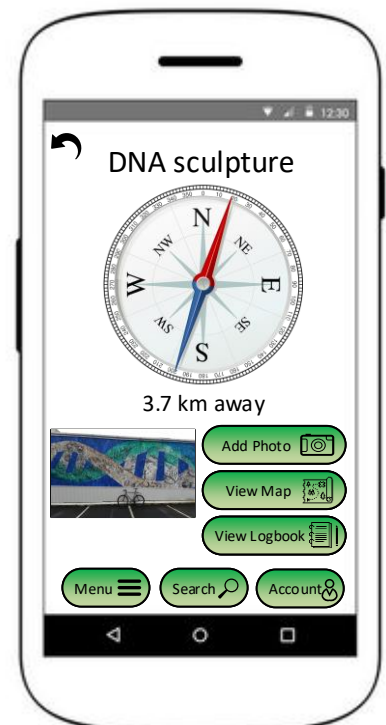 12:30
DNA sculpture
N
NW NE
W E
SW SE
S
3.7 km away
Add Photo
View Map
View Logbook
Menu Search Account